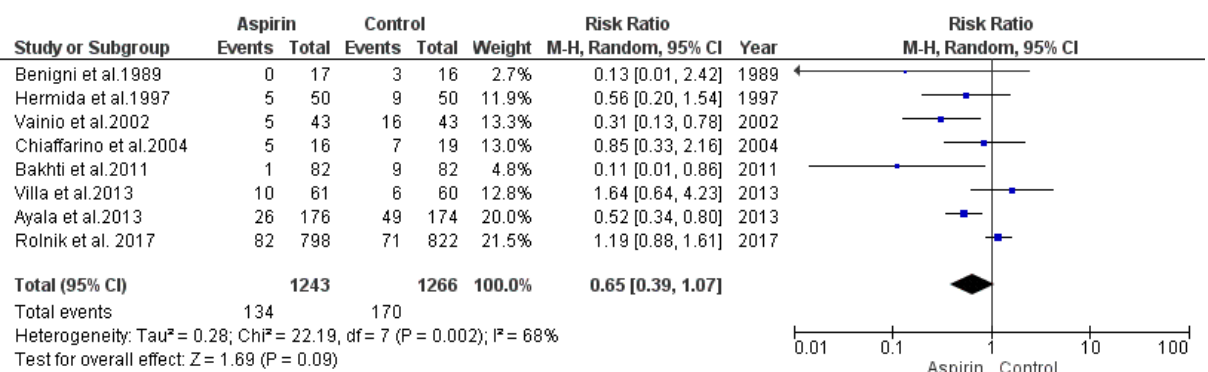 Aspirin Control Risk Ratio Risk Ratio
Study or Subgroup Events Total Events Total Weight M-H, Random, 95% CI Year M-H, Random, 95% CI
Benigni et al.1989 0 17 3 16 2.7% 0.13 [0.01, 2.42] 1989
Hermida et al.1997 5 50 9 50 11.9% 0.56 [0.20, 1.54] 1997
Vainio et al.2002 5 43 16 43 13.3% 0.31 [0.13, 0.78] 2002
Chiaffarino et al.2004 5 16 7 19 13.0% 0.85 [0.33, 2.16] 2004
Bakhti et al.2011 1 82 9 82 4.8% 0.11 [0.01, 0.86] 2011
Villa et al.2013 10 61 6 60 12.8% 1.64 [0.64, 4.23] 2013
Ayala et al.2013 26 176 49 174 20.0% 0.52 [0.34, 0.80] 2013
Rolnik et al. 2017 82 798 71 822 21.5% 1.19 [0.88, 1.61] 2017
Total (95% CI) 1243 1266 100.0% 0.65 [0.39, 1.07]
Total events 134 170
Heterogeneity: Tau² = 0.28; Chi² = 22.19, df = 7 (P = 0.002); I² = 68%
Test for overall effect: Z = 1.69 (P = 0.09)
0.01 0.1 1 10 100
Aspirin Control